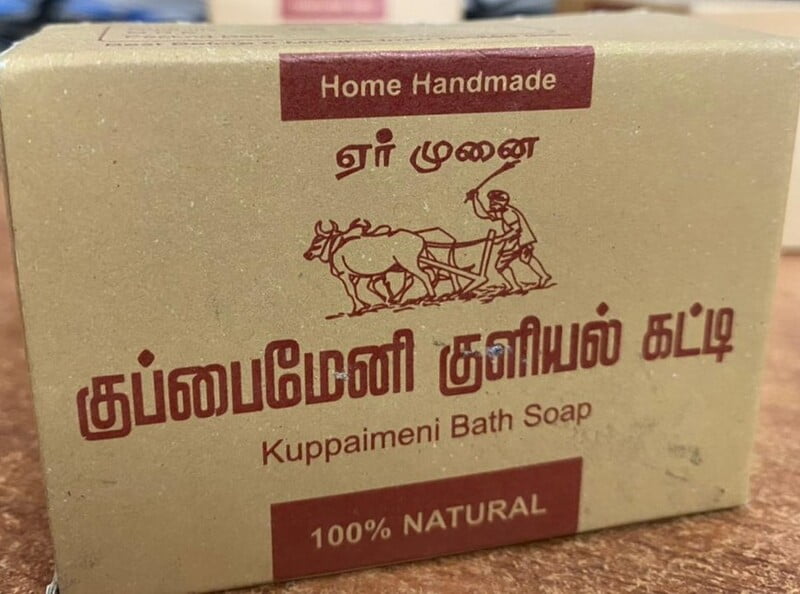 Home Handmade
ஏர் முனை
குப்பைமேனி குளியல் கட்டி
Kuppaimeni Bath Soap
100% NATURAL